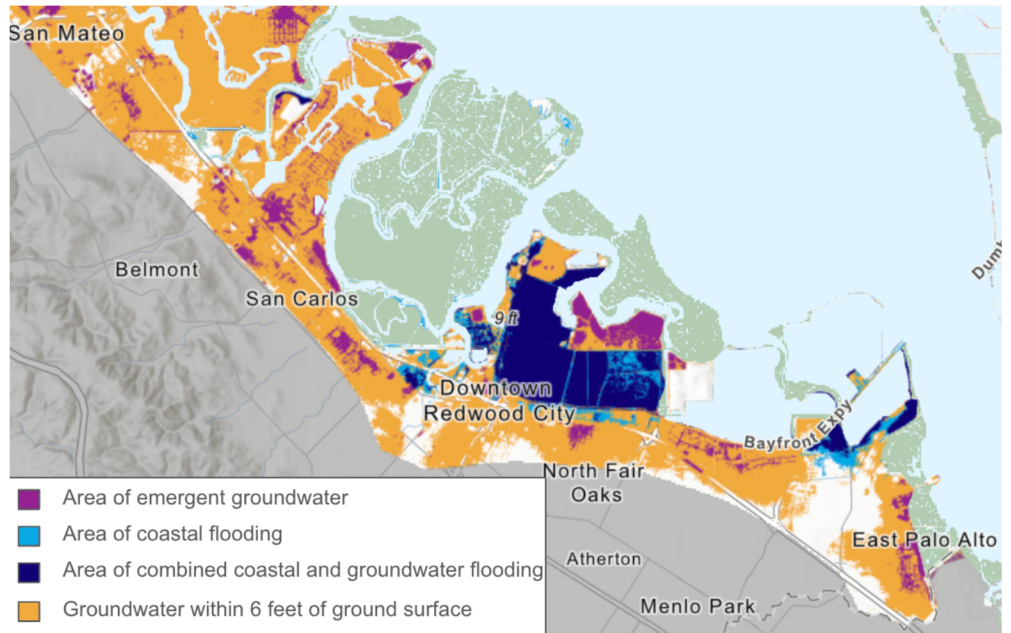 San Mateo
Belmont
San Carlos
9 ft
Downtown
Redwood City
Bayfront Expy
North Fair
Oaks
East Palo Alto
Atherton
Menlo Park
Area of emergent groundwater
Area of coastal flooding
Area of combined coastal and groundwater flooding
Groundwater within 6 feet of ground surface